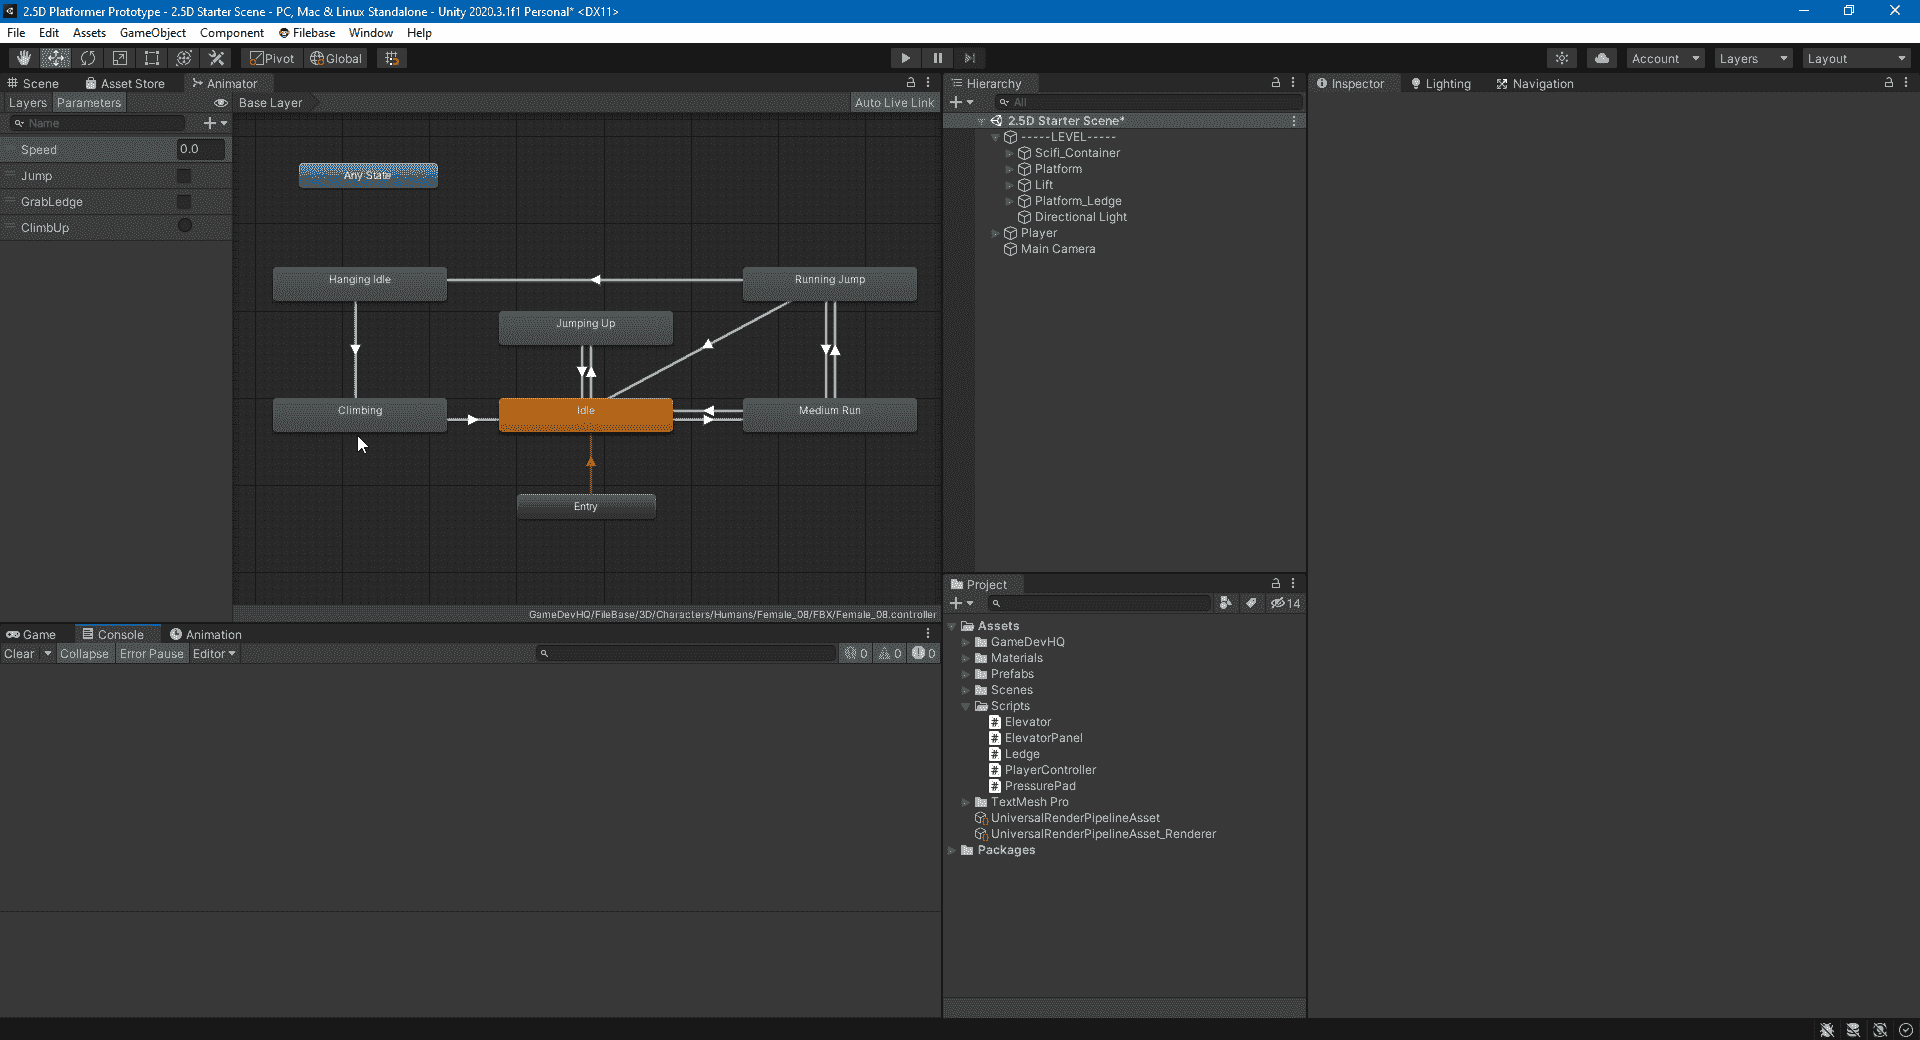 2.5D Platformer Prototype - 2.5D Starter Scene - PC, Mac & Linux Standalone - Unity 2020.3.1f1 Personal* <DX11>
File Edit Assets GameObject Component Filebase Window Help
Pivot Global Account Layers Layout
Scene Asset Store Animator
Layers Parameters Base Layer Auto Live Link
Name
Speed 0.0
Jump
GrabLedge
ClimbUp
Any State
Hanging Idle
Running Jump
Jumping Up
Climbing
Idle
Medium Run
Entry
GameDevHQ/FileBase/3D/Characters/Humans/Female_08/FBX/Female_08.controller
Game Console Animation
Clear Collapse Error Pause Editor 0 0 0
Hierarchy
All
2.5D Starter Scene*
-----LEVEL-----
Scifi_Container
Platform
Lift
Platform_Ledge
Directional Light
Player
Main Camera
Project
14
Assets
GameDevHQ
Materials
Prefabs
Scenes
Scripts
Elevator
ElevatorPanel
Ledge
PlayerController
PressurePad
TextMesh Pro
UniversalRenderPipelineAsset
UniversalRenderPipelineAsset_Renderer
Packages
Inspector Lighting Navigation